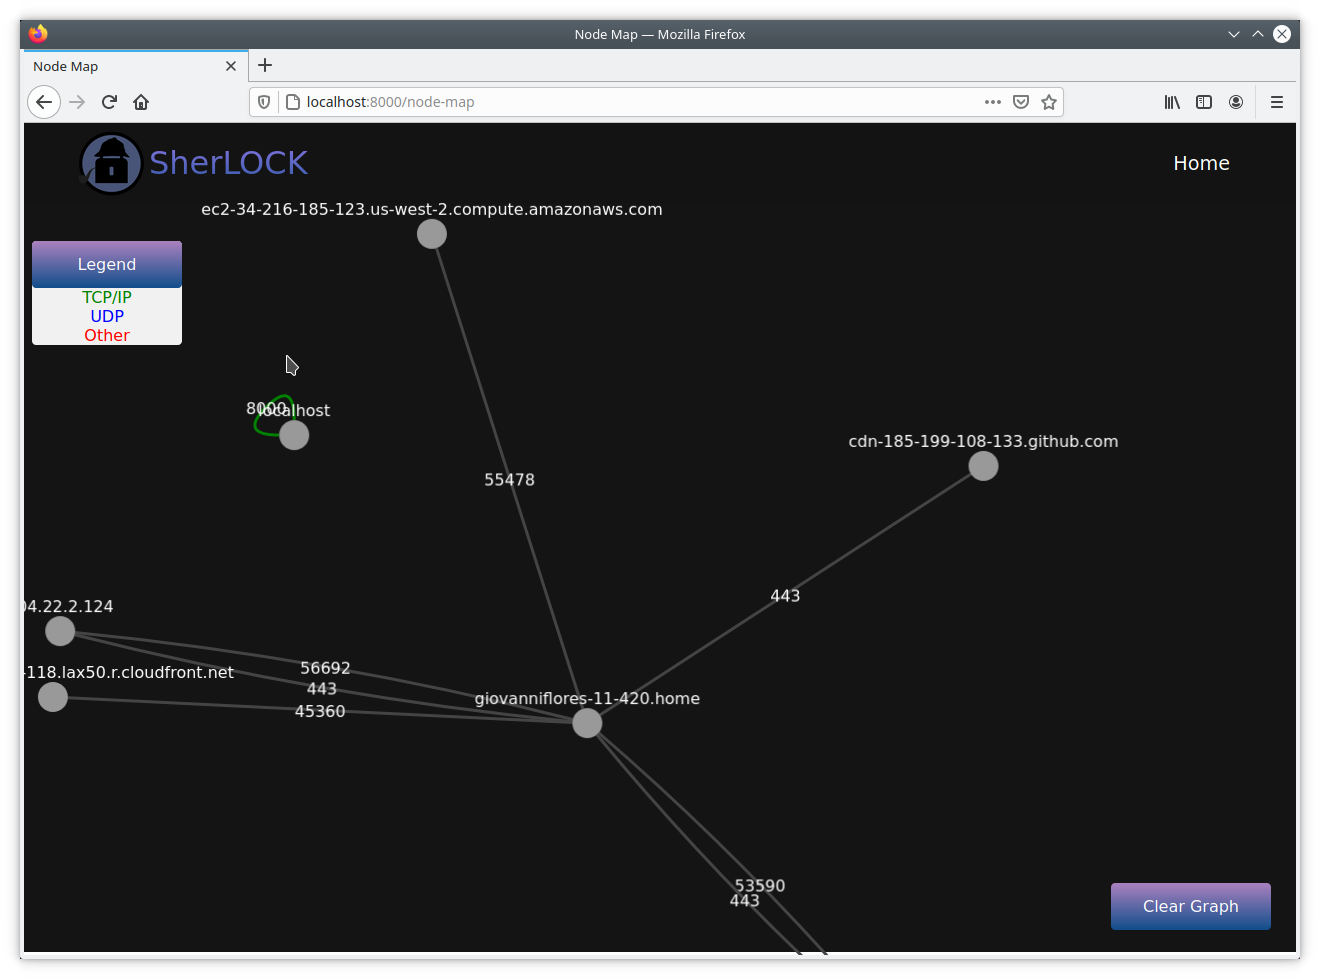 Node Map — Mozilla Firefox
Node Map
localhost:8000/node-map
SherLOCK
Home
ec2-34-216-185-123.us-west-2.compute.amazonaws.com
Legend
TCP/IP
UDP
Other
8000
localhost
cdn-185-199-108-133.github.com
55478
443
04.22.2.124
-118.lax50.r.cloudfront.net
56692
443
45360
giovanniflores-11-420.home
53590
443
Clear Graph